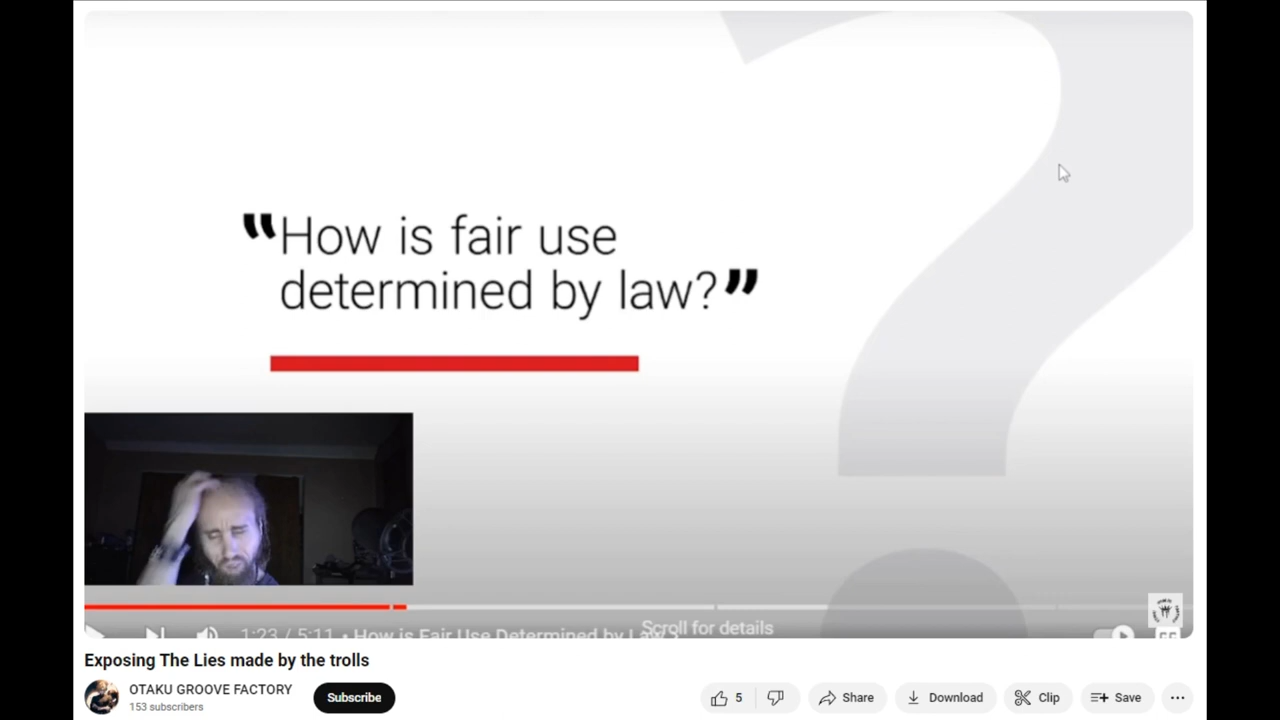 "How is fair use
determined by law?"
1:23 / 5:11 • How is Fair Use Determined by Law?
Scroll for details
Exposing The Lies made by the trolls
OTAKU GROOVE FACTORY
153 subscribers
Subscribe
5
Share
Download
Clip
Save